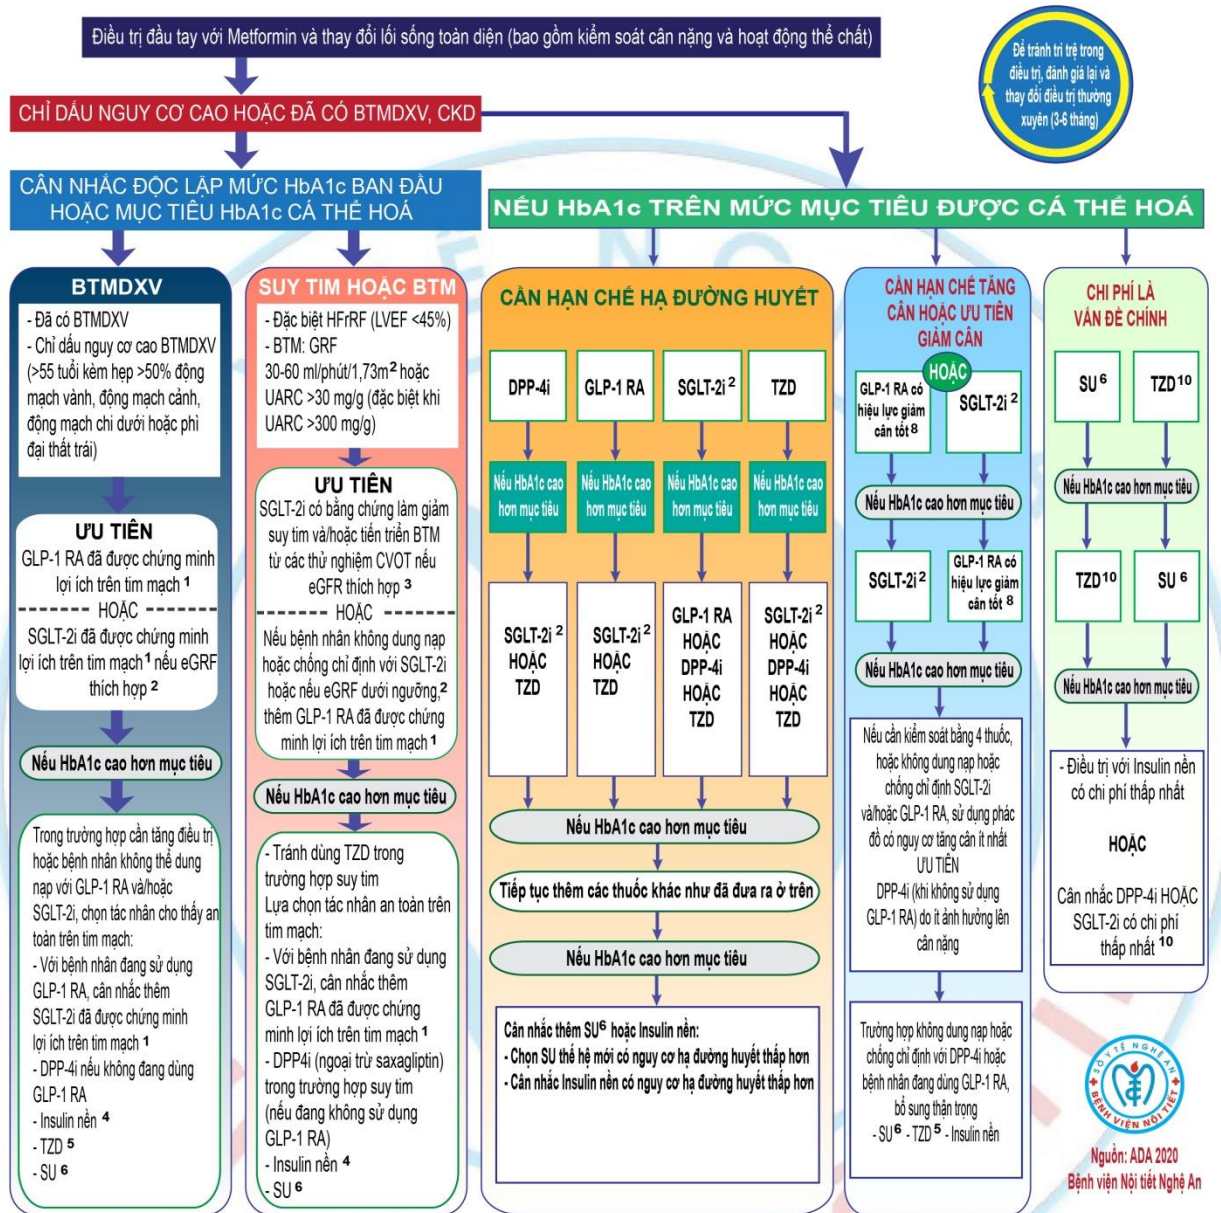 Điều trị đầu tay với Metformin và thay đổi lối sống toàn diện (bao gồm kiểm soát cân nặng và hoạt động thể chất)
Để tránh trì trệ trong
điều trị, đánh giá lại và
thay đổi điều trị thường
xuyên (3-6 tháng)
CHỈ DẤU NGUY CƠ CAO HOẶC ĐÃ CÓ BTMDXV, CKD
CÂN NHẮC ĐỘC LẬP MỨC HbA1c BAN ĐẦU
HOẶC MỤC TIÊU HbA1c CÁ THỂ HOÁ
NẾU HbA1c TRÊN MỨC MỤC TIÊU ĐƯỢC CÁ THỂ HOÁ
BTMDXV
- Đã có BTMDXV
- Chỉ dấu nguy cơ cao BTMDXV
(>55 tuổi kèm hẹp >50% động
mạch vành, động mạch cảnh,
động mạch chi dưới hoặc phì
đại thất trái)
ƯU TIÊN
GLP-1 RA đã được chứng minh
lợi ích trên tim mạch 1
HOẶC
SGLT-2i đã được chứng minh
lợi ích trên tim mạch 1 nếu eGRF
thích hợp 2
Nếu HbA1c cao hơn mục tiêu
Trong trường hợp cần tăng điều trị
hoặc bệnh nhân không thể dung
nạp với GLP-1 RA và/hoặc
SGLT-2i, chọn tác nhân cho thấy an
toàn trên tim mạch:
- Với bệnh nhân đang sử dụng
GLP-1 RA, cân nhắc thêm
SGLT-2i đã được chứng minh
lợi ích trên tim mạch 1
- DPP-4i nếu không đang dùng
GLP-1 RA
- Insulin nền 4
- TZD 5
- SU 6
SUY TIM HOẶC BTM
- Đặc biệt HFrRF (LVEF <45%)
- BTM: GRF
30-60 ml/phút/1,73m2 hoặc
UARC >30 mg/g (đặc biệt khi
UARC >300 mg/g)
ƯU TIÊN
SGLT-2i có bằng chứng làm giảm
suy tim và/hoặc tiến triển BTM
từ các thử nghiệm CVOT nếu
eGFR thích hợp 3
HOẶC
Nếu bệnh nhân không dung nạp
hoặc chống chỉ định với SGLT-2i
hoặc nếu eGRF dưới ngưỡng,2
thêm GLP-1 RA đã được chứng
minh lợi ích trên tim mạch 1
Nếu HbA1c cao hơn mục tiêu
- Tránh dùng TZD trong
trường hợp suy tim
Lựa chọn tác nhân an toàn trên
tim mạch:
- Với bệnh nhân đang sử dụng
SGLT-2i, cân nhắc thêm
GLP-1 RA đã được chứng
minh lợi ích trên tim mạch 1
- DPP4i (ngoại trừ saxagliptin)
trong trường hợp suy tim
(nếu đang không sử dụng
GLP-1 RA)
- Insulin nền 4
- SU 6
CẦN HẠN CHẾ HẠ ĐƯỜNG HUYẾT
DPP-4i
GLP-1 RA
SGLT-2i 2
TZD
Nếu HbA1c cao
hơn mục tiêu
Nếu HbA1c cao
hơn mục tiêu
Nếu HbA1c cao
hơn mục tiêu
Nếu HbA1c cao
hơn mục tiêu
SGLT-2i 2
HOẶC
TZD
SGLT-2i 2
HOẶC
TZD
GLP-1 RA
HOẶC
DPP-4i
HOẶC
TZD
SGLT-2i 2
HOẶC
DPP-4i
HOẶC
TZD
Nếu HbA1c cao hơn mục tiêu
Tiếp tục thêm các thuốc khác như đã đưa ra ở trên
Nếu HbA1c cao hơn mục tiêu
Cân nhắc thêm SU6 hoặc Insulin nền:
- Chọn SU thế hệ mới có nguy cơ hạ đường huyết thấp hơn
- Cân nhắc Insulin nền có nguy cơ hạ đường huyết thấp hơn
CẦN HẠN CHẾ TĂNG
CÂN HOẶC ƯU TIÊN
GIẢM CÂN
HOẶC
GLP-1 RA có
hiệu lực giảm
cân tốt 8
SGLT-2i 2
Nếu HbA1c cao hơn mục tiêu
SGLT-2i 2
GLP-1 RA có
hiệu lực giảm
cân tốt 8
Nếu HbA1c cao hơn mục tiêu
Nếu cần kiểm soát bằng 4 thuốc,
hoặc không dung nạp hoặc
chống chỉ định SGLT-2i
và/hoặc GLP-1 RA, sử dụng phác
đồ có nguy cơ tăng cân ít nhất
ƯU TIÊN
DPP-4i (khi không sử dụng
GLP-1 RA) do ít ảnh hưởng lên
cân nặng
Trường hợp không dung nạp hoặc
chống chỉ định với DPP-4i hoặc
bệnh nhân đang dùng GLP-1 RA,
bổ sung thận trọng
- SU6 - TZD 5 - Insulin nền
CHI PHÍ LÀ
VẤN ĐỀ CHÍNH
SU 6
TZD 10
Nếu HbA1c cao hơn mục tiêu
TZD 10
SU 6
Nếu HbA1c cao hơn mục tiêu
- Điều trị với Insulin nền
có chi phí thấp nhất
HOẶC
Cân nhắc DPP-4i HOẶC
SGLT-2i có chi phí
thấp nhất 10
SỞ Y TẾ NGHỆ AN
BỆNH VIỆN NỘI TIẾT
Nguồn: ADA 2020
Bệnh viện Nội tiết Nghệ An